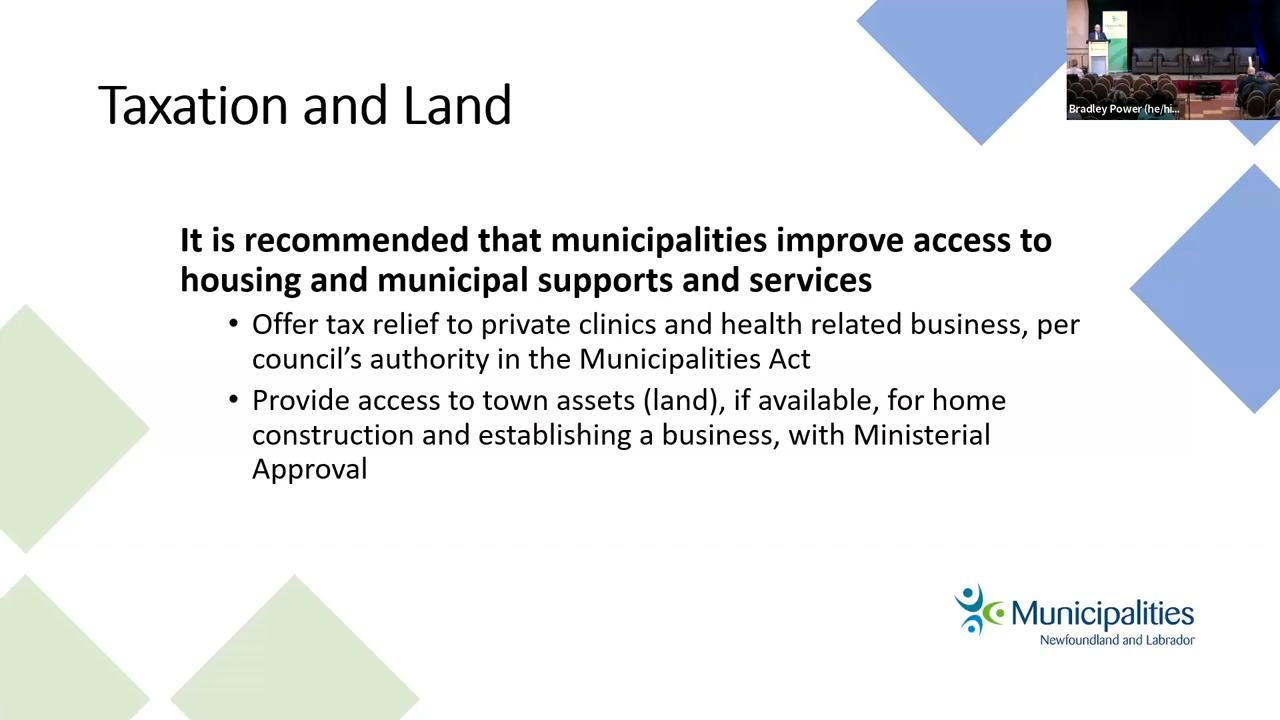 Taxation and Land
Bradley Power (he/hi...
It is recommended that municipalities improve access to
housing and municipal supports and services
• Offer tax relief to private clinics and health related business, per
council’s authority in the Municipalities Act
• Provide access to town assets (land), if available, for home
construction and establishing a business, with Ministerial
Approval
Municipalities
Newfoundland and Labrador